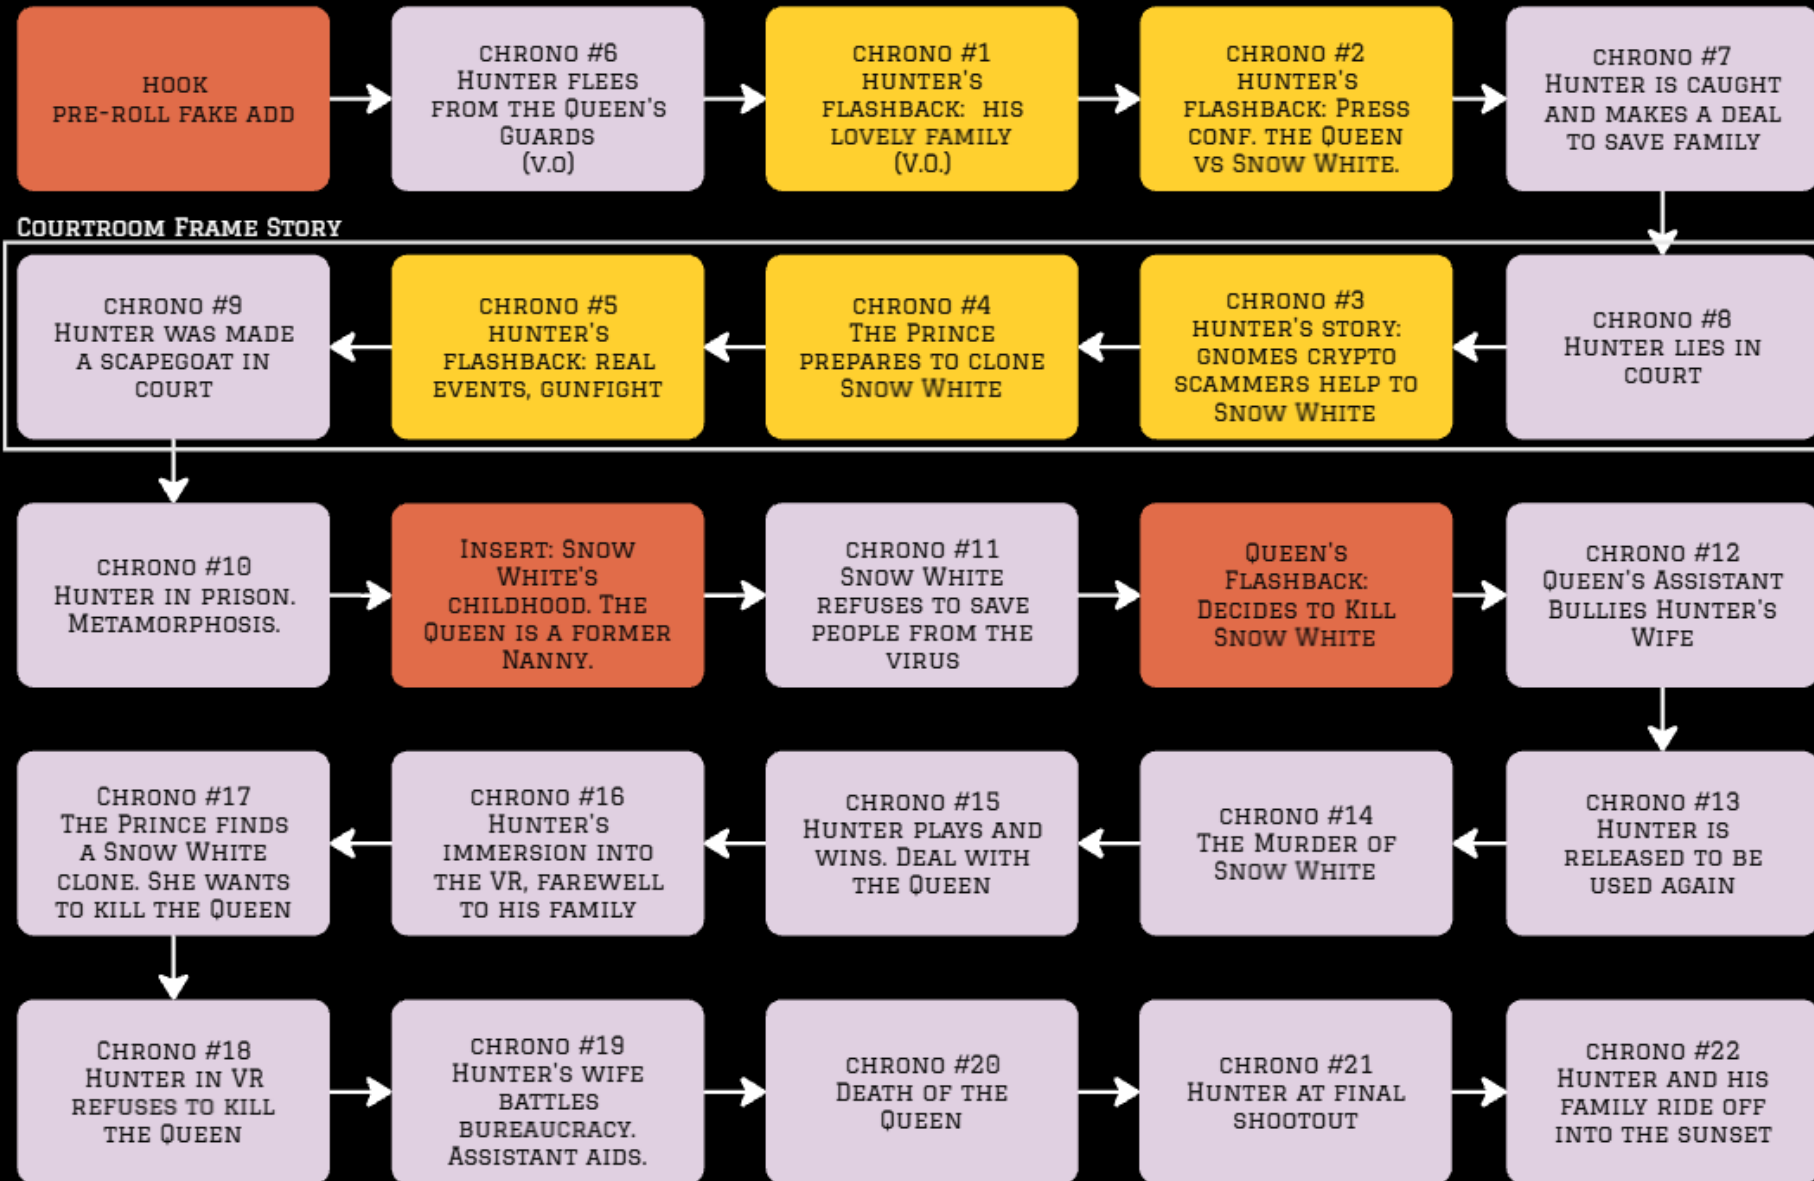 HOOK
PRE-ROLL FAKE ADD
CHRONO #6
HUNTER FLEES
FROM THE QUEEN'S
GUARDS
(V.O)
CHRONO #1
HUNTER'S
FLASHBACK: HIS
LOVELY FAMILY
(V.O.)
CHRONO #2
HUNTER'S
FLASHBACK: PRESS
CONF. THE QUEEN
VS SNOW WHITE.
CHRONO #7
HUNTER IS CAUGHT
AND MAKES A DEAL
TO SAVE FAMILY
COURTROOM FRAME STORY
CHRONO #8
HUNTER LIES IN
COURT
CHRONO #3
HUNTER'S STORY:
GNOMES CRYPTO
SCAMMERS HELP TO
SNOW WHITE
CHRONO #4
THE PRINCE
PREPARES TO CLONE
SNOW WHITE
CHRONO #5
HUNTER'S
FLASHBACK: REAL
EVENTS, GUNFIGHT
CHRONO #9
HUNTER WAS MADE
A SCAPEGOAT IN
COURT
CHRONO #10
HUNTER IN PRISON.
METAMORPHOSIS.
INSERT: SNOW
WHITE'S
CHILDHOOD. THE
QUEEN IS A FORMER
NANNY.
CHRONO #11
SNOW WHITE
REFUSES TO SAVE
PEOPLE FROM THE
VIRUS
QUEEN'S
FLASHBACK:
DECIDES TO KILL
SNOW WHITE
CHRONO #12
QUEEN'S ASSISTANT
BULLIES HUNTER'S
WIFE
CHRONO #13
HUNTER IS
RELEASED TO BE
USED AGAIN
CHRONO #14
THE MURDER OF
SNOW WHITE
CHRONO #15
HUNTER PLAYS AND
WINS. DEAL WITH
THE QUEEN
CHRONO #16
HUNTER'S
IMMERSION INTO
THE VR, FAREWELL
TO HIS FAMILY
CHRONO #17
THE PRINCE FINDS
A SNOW WHITE
CLONE. SHE WANTS
TO KILL THE QUEEN
CHRONO #18
HUNTER IN VR
REFUSES TO KILL
THE QUEEN
CHRONO #19
HUNTER'S WIFE
BATTLES
BUREAUCRACY.
ASSISTANT AIDS.
CHRONO #20
DEATH OF THE
QUEEN
CHRONO #21
HUNTER AT FINAL
SHOOTOUT
CHRONO #22
HUNTER AND HIS
FAMILY RIDE OFF
INTO THE SUNSET